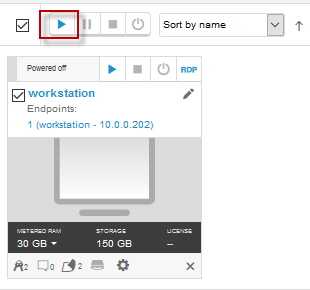 Sort by name
Powered off
RDP
workstation
Endpoints:
1 (workstation - 10.0.0.202)
METERED RAM
STORAGE
LICENSE
30 GB
150 GB
--
2
0
2